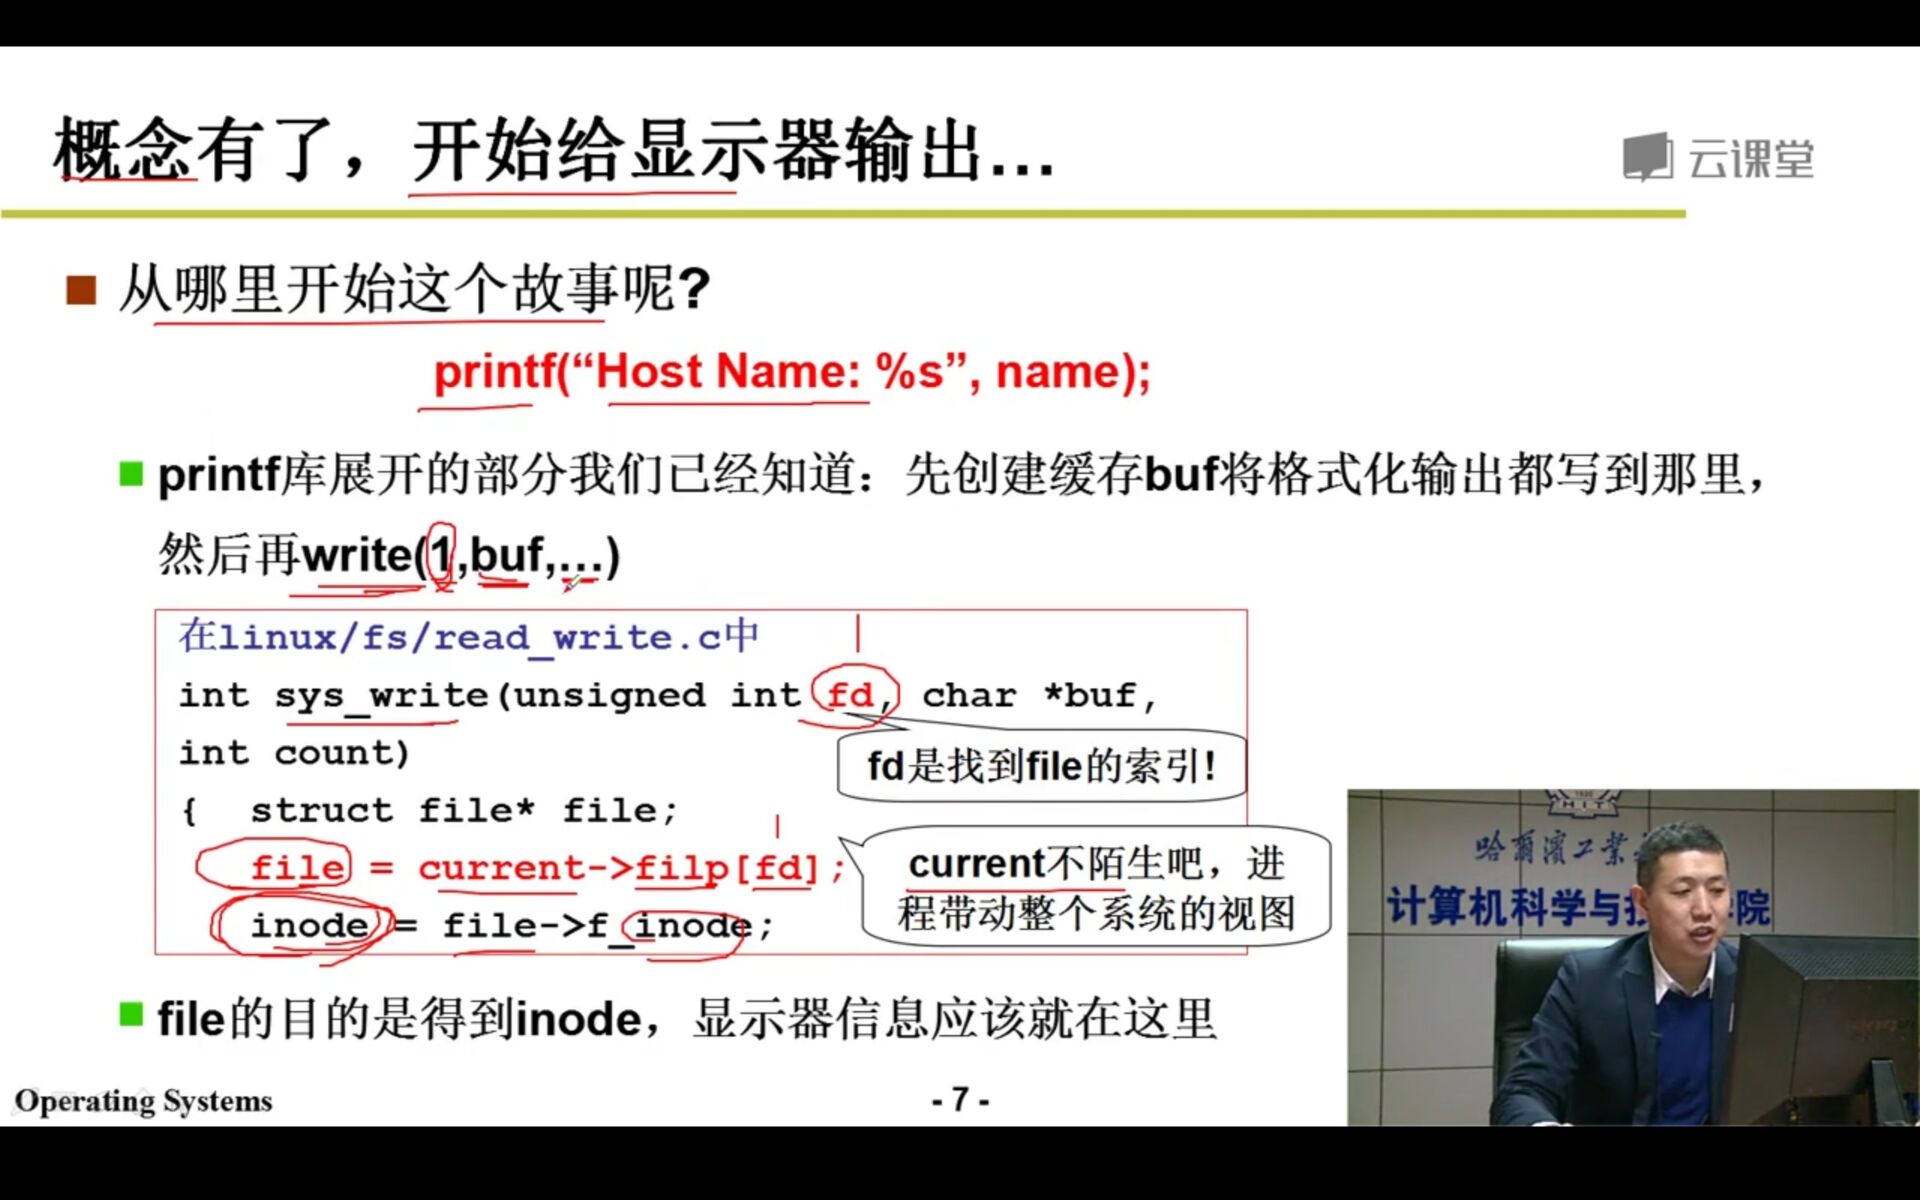 概念有了，开始给显示器输出...
云课堂
从哪里开始这个故事呢?
printf(“Host Name: %s”, name);
printf库展开的部分我们已经知道：先创建缓存buf将格式化输出都写到那里，
然后再write(1,buf,...)
在linux/fs/read_write.c中
int sys_write(unsigned int fd, char *buf,
int count)
fd是找到file的索引!
{ struct file* file;
file = current->filp[fd];
inode = file->f_inode;
current不陌生吧，进
程带动整个系统的视图
file的目的是得到inode，显示器信息应该就在这里
HIT
哈爾濱工業
计算机科学与技 学院
Operating Systems
- 7 -